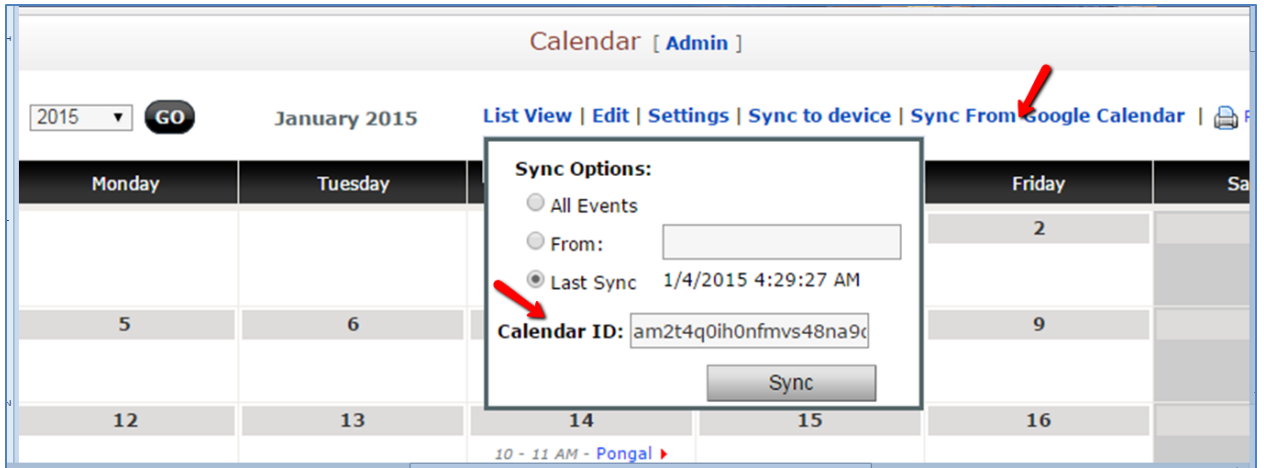 Calendar [ Admin ]
2015 GO January 2015 List View | Edit | Settings | Sync to device | Sync From Google Calendar |
Monday Tuesday Friday
Sync Options:
All Events
2
From:
Last Sync 1/4/2015 4:29:27 AM
5 6 9
Calendar ID: am2t4q0ih0nfmvs48na9
Sync
12 13 14 15 16
10 - 11 AM - Pongal